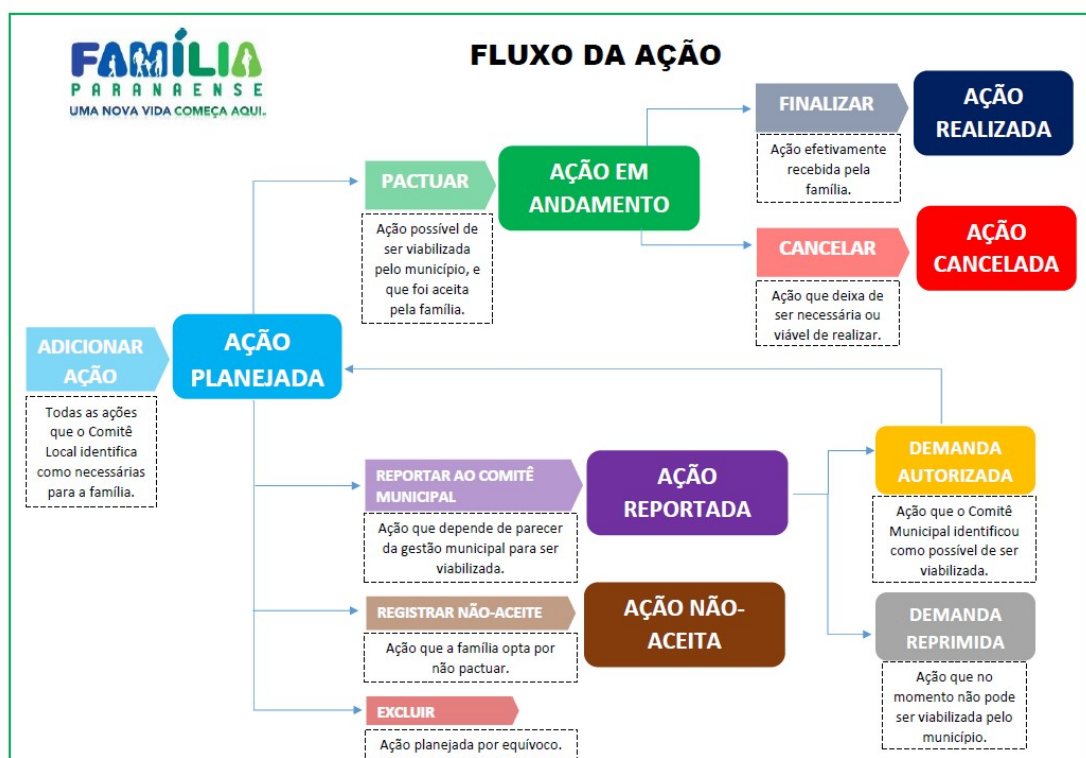 FAMÍLIA
PARANAENSE
UMA NOVA VIDA COMEÇA AQUI.
FLUXO DA AÇÃO
FINALIZAR
Ação efetivamente
recebida pela
família.
AÇÃO
REALIZADA
PACTUAR
Ação possível de
ser viabilizada
pelo município, e
que foi aceita
pela família.
AÇÃO EM
ANDAMENTO
CANCELAR
Ação que deixa de
ser necessária ou
viável de realizar.
AÇÃO
CANCELADA
ADICIONAR
AÇÃO
Todas as ações
que o Comitê
Local identifica
como necessárias
para a família.
AÇÃO
PLANEJADA
REPORTAR AO COMITÊ
MUNICIPAL
Ação que depende de parecer
da gestão municipal para ser
viabilizada.
AÇÃO
REPORTADA
DEMANDA
AUTORIZADA
Ação que o Comitê
Municipal identificou
como possível de ser
viabilizada.
REGISTRAR NÃO-ACEITE
Ação que a família opta por
não pactuar.
AÇÃO NÃO-
ACEITA
DEMANDA
REPRIMIDA
Ação que no
momento não pode
ser viabilizada pelo
município.
EXCLUIR
Ação planejada por equívoco.